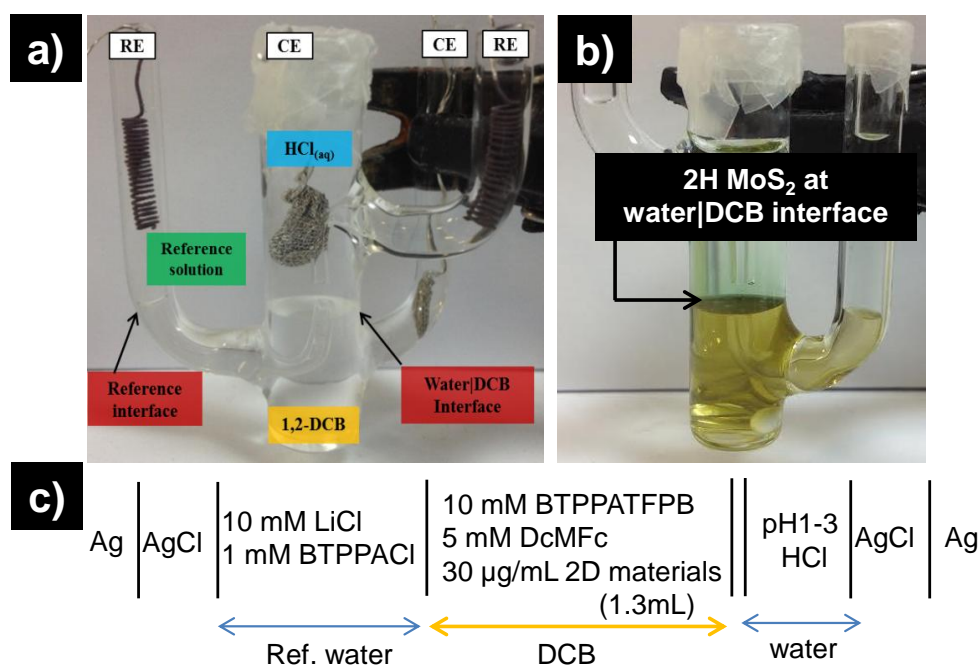 a)
RE
CE
CE
RE
HCl(aq)
Reference
solution
Reference
interface
Water|DCB
Interface
1,2-DCB
b)
2H MoS₂ at
water|DCB interface
c)
Ag
AgCl
10 mM LiCl
1 mM BTPPACl
10 mM BTPPATFPB
5 mM DcMFc
30 µg/mL 2D materials
(1.3mL)
pH1-3
HCl
AgCl
Ag
Ref. water
DCB
water